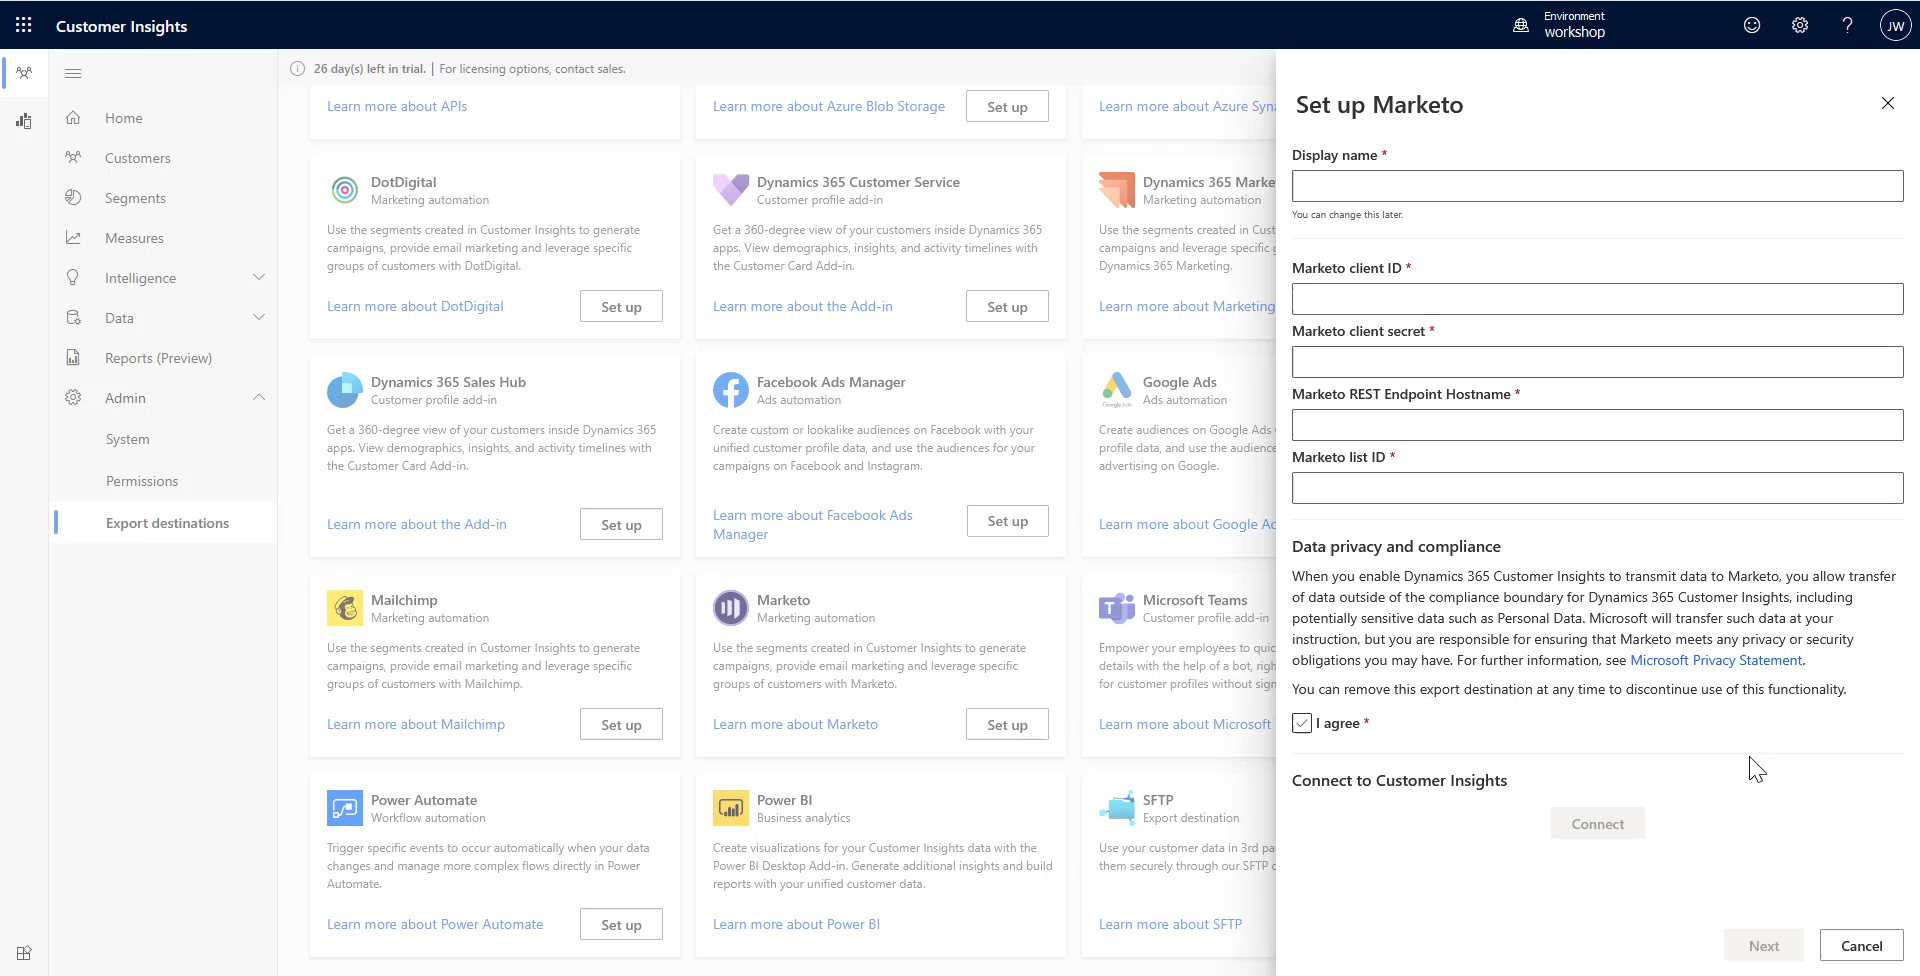 Customer Insights
Environment
workshop
JW
26 day(s) left in trial. | For licensing options, contact sales.
Home
Customers
Segments
Measures
Intelligence
Data
Reports (Preview)
Admin
System
Permissions
Export destinations
Learn more about APIs
Learn more about Azure Blob Storage
Set up
Learn more about Azure Syna
DotDigital
Marketing automation
Use the segments created in Customer Insights to generate
campaigns, provide email marketing and leverage specific
groups of customers with DotDigital.
Learn more about DotDigital
Set up
Dynamics 365 Customer Service
Customer profile add-in
Get a 360-degree view of your customers inside Dynamics 365
apps. View demographics, insights, and activity timelines with
the Customer Card Add-in.
Learn more about the Add-in
Set up
Dynamics 365 Marke
Marketing automation
Use the segments created in Cust
campaigns and leverage specific g
Dynamics 365 Marketing.
Learn more about Marketing
Dynamics 365 Sales Hub
Customer profile add-in
Get a 360-degree view of your customers inside Dynamics 365
apps. View demographics, insights, and activity timelines with
the Customer Card Add-in.
Learn more about the Add-in
Set up
Facebook Ads Manager
Ads automation
Create custom or lookalike audiences on Facebook with your
unified customer profile data, and use the audiences for your
campaigns on Facebook and Instagram.
Learn more about Facebook Ads
Manager
Set up
Google Ads
Google Ads
Ads automation
Create audiences on Google Ads
profile data, and use the audience
advertising on Google.
Learn more about Google Ad
Mailchimp
Marketing automation
Use the segments created in Customer Insights to generate
campaigns, provide email marketing and leverage specific
groups of customers with Mailchimp.
Learn more about Mailchimp
Set up
Marketo
Marketing automation
Use the segments created in Customer Insights to generate
campaigns, provide email marketing and leverage specific
groups of customers with Marketo.
Learn more about Marketo
Set up
T
Microsoft Teams
Customer profile add-in
Empower your employees to quic
details with the help of a bot, righ
for customer profiles without sign
Learn more about Microsoft T
Power Automate
Workflow automation
Trigger specific events to occur automatically when your data
changes and manage more complex flows directly in Power
Automate.
Learn more about Power Automate
Set up
Power BI
Business analytics
Create visualizations for your Customer Insights data with the
Power BI Desktop Add-in. Generate additional insights and build
reports with your unified customer data.
Learn more about Power BI
SFTP
Export destination
Use your customer data in 3rd pa
them securely through our SFTP c
Learn more about SFTP
Set up Marketo
Display name *
You can change this later.
Marketo client ID *
Marketo client secret *
Marketo REST Endpoint Hostname *
Marketo list ID *
Data privacy and compliance
When you enable Dynamics 365 Customer Insights to transmit data to Marketo, you allow transfer
of data outside of the compliance boundary for Dynamics 365 Customer Insights, including
potentially sensitive data such as Personal Data. Microsoft will transfer such data at your
instruction, but you are responsible for ensuring that Marketo meets any privacy or security
obligations you may have. For further information, see Microsoft Privacy Statement.
You can remove this export destination at any time to discontinue use of this functionality.
I agree *
Connect to Customer Insights
Connect
Next
Cancel